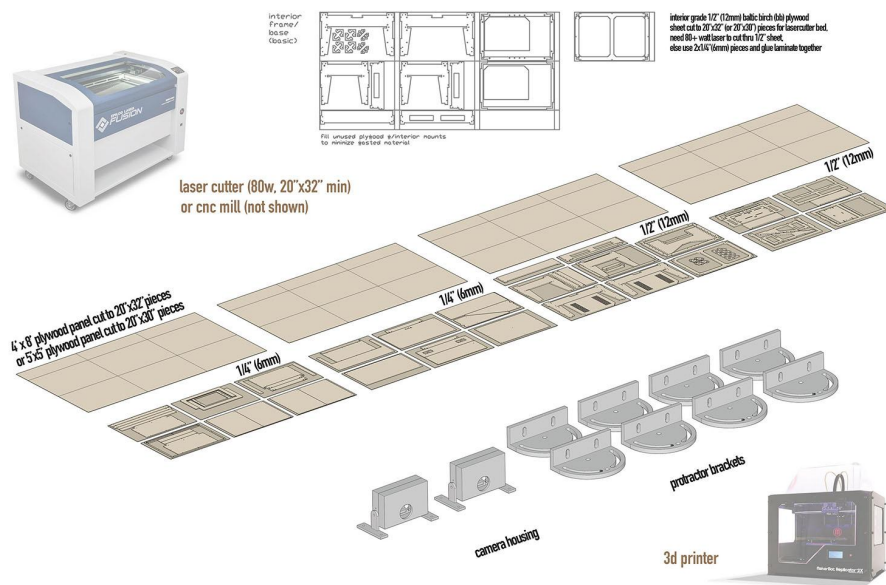 interior
frame/
base
(basic)
interior grade 1/2" (12mm) baltic birch (bb) plywood
sheet cut to 20"x32" (or 20"x30") pieces for lasercutter bed,
need 80+ watt laser to cut thru 1/2" sheet,
else use 2x1/4"(6mm) pieces and glue laminate together
fill unused plywood w/interior mounts
to minimize wasted material
FUSION
laser cutter (80w, 20"x32" min)
or cnc mill (not shown)
1/2" (12mm)
1/2" (12mm)
1/4" (6mm)
4' x 8' plywood panel cut to 20"x32" pieces
or 5'x5' plywood panel cut to 20"x30" pieces
1/4" (6mm)
protractor brackets
camera housing
3d printer
MakerBot Replicator 2X